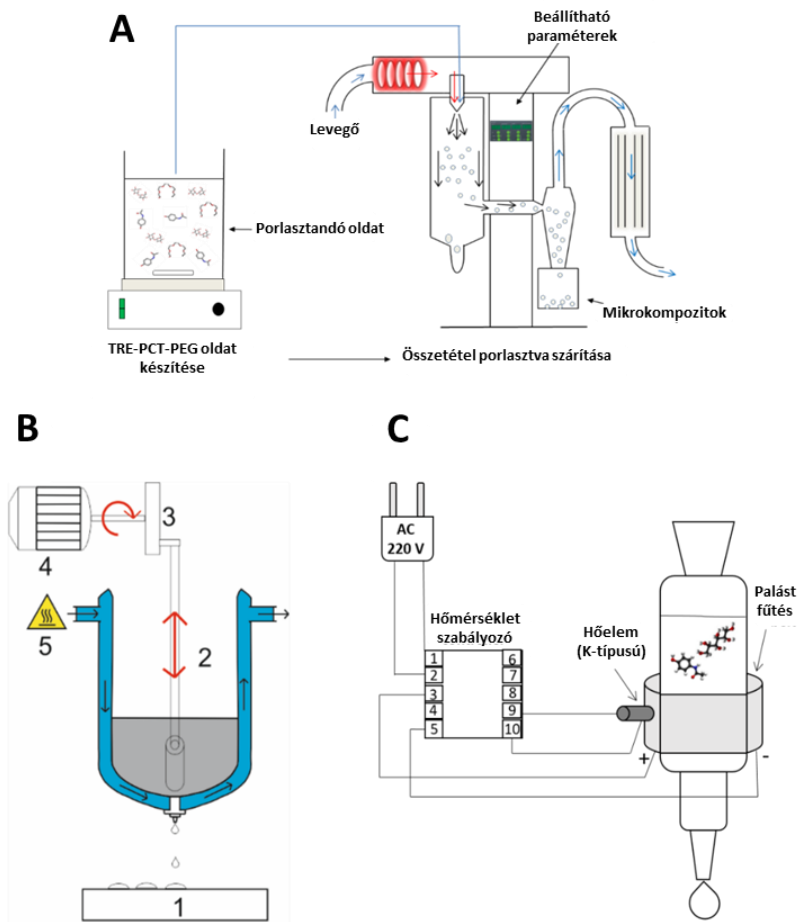 A
Beállítható
paraméterek
Levegő
Porlasztandó oldat
Mikrokompozitok
TRE-PCT-PEG oldat
készítése
Összetétel porlasztva szárítása
B
3
4
5
2
1
C
AC
220 V
Hőmérséklet
szabályozó
Hőelem
(K-típusú)
Palást
fűtés
1 6
2 7
3 8
4 9
5 10
+ -